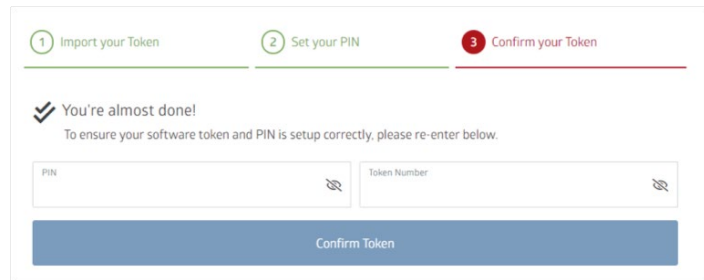 1 Import your Token
2 Set your PIN
3 Confirm your Token
You're almost done!
To ensure your software token and PIN is setup correctly, please re-enter below.
PIN
Token Number
Confirm Token